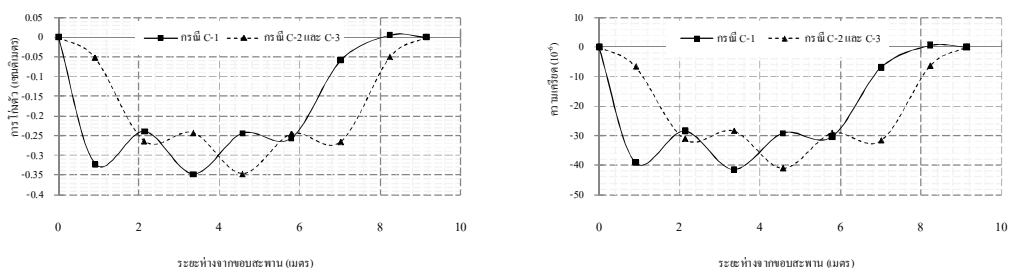 0.05
0
-0.05
-0.1
-0.15
-0.2
-0.25
-0.3
-0.35
-0.4
การโก่งตัว (เซนติเมตร)
กรณี C-1
กรณี C-2 และ C-3
0 2 4 6 8 10
ระยะห่างจากขอบสะพาน (เมตร)
10
0
-10
-20
-30
-40
-50
ความเครียด (10⁻⁶)
กรณี C-1
กรณี C-2 และ C-3
0 2 4 6 8 10
ระยะห่างจากขอบสะพาน (เมตร)